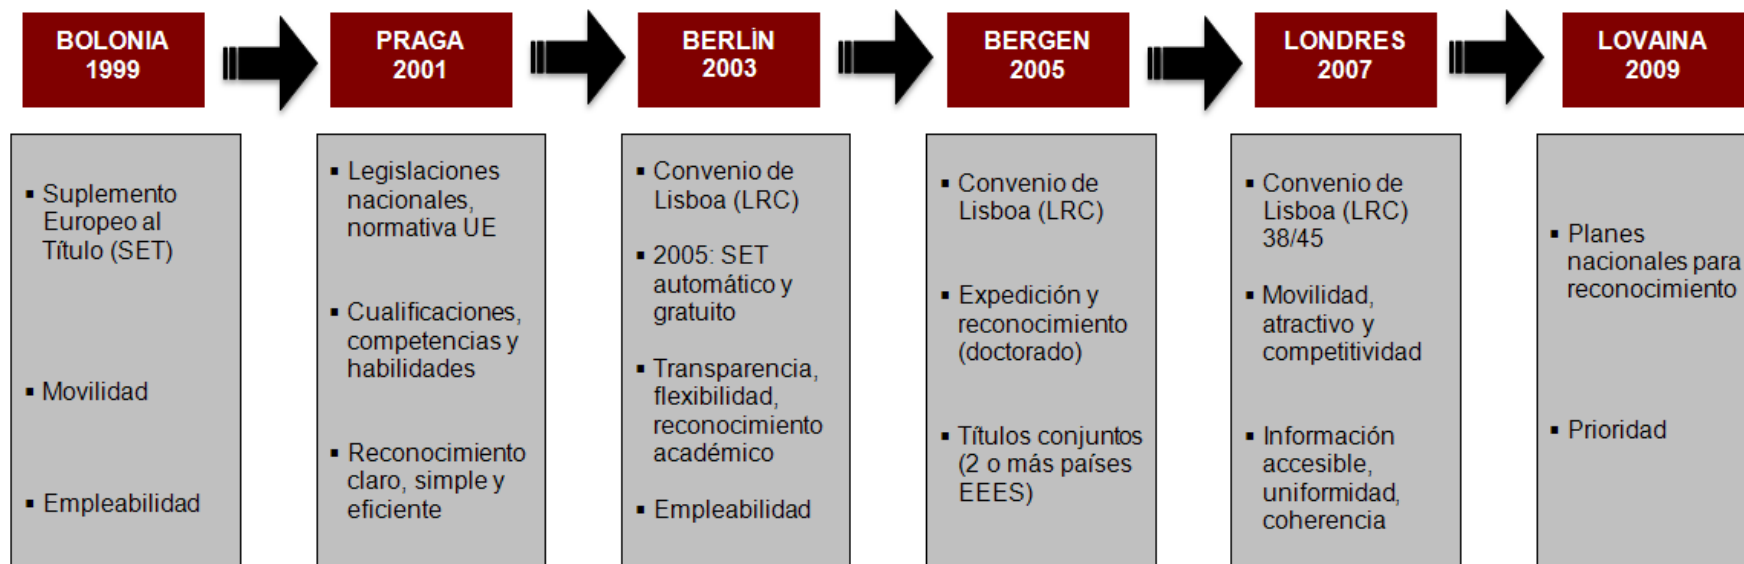 BOLONIA
1999
PRAGA
2001
BERLÍN
2003
BERGEN
2005
LONDRES
2007
LOVAINA
2009
▪ Suplemento
Europeo al
Título (SET)
▪ Movilidad
▪ Empleabilidad
▪ Legislaciones
nacionales,
normativa UE
▪ Cualificaciones,
competencias y
habilidades
▪ Reconocimiento
claro, simple y
eficiente
▪ Convenio de
Lisboa (LRC)
▪ 2005: SET
automático y
gratuito
▪ Transparencia,
flexibilidad,
reconocimiento
académico
▪ Empleabilidad
▪ Convenio de
Lisboa (LRC)
▪ Expedición y
reconocimiento
(doctorado)
▪ Títulos conjuntos
(2 o más países
EEES)
▪ Convenio de
Lisboa (LRC)
38/45
▪ Movilidad,
atractivo y
competitividad
▪ Información
accesible,
uniformidad,
coherencia
▪ Planes
nacionales para
reconocimiento
▪ Prioridad